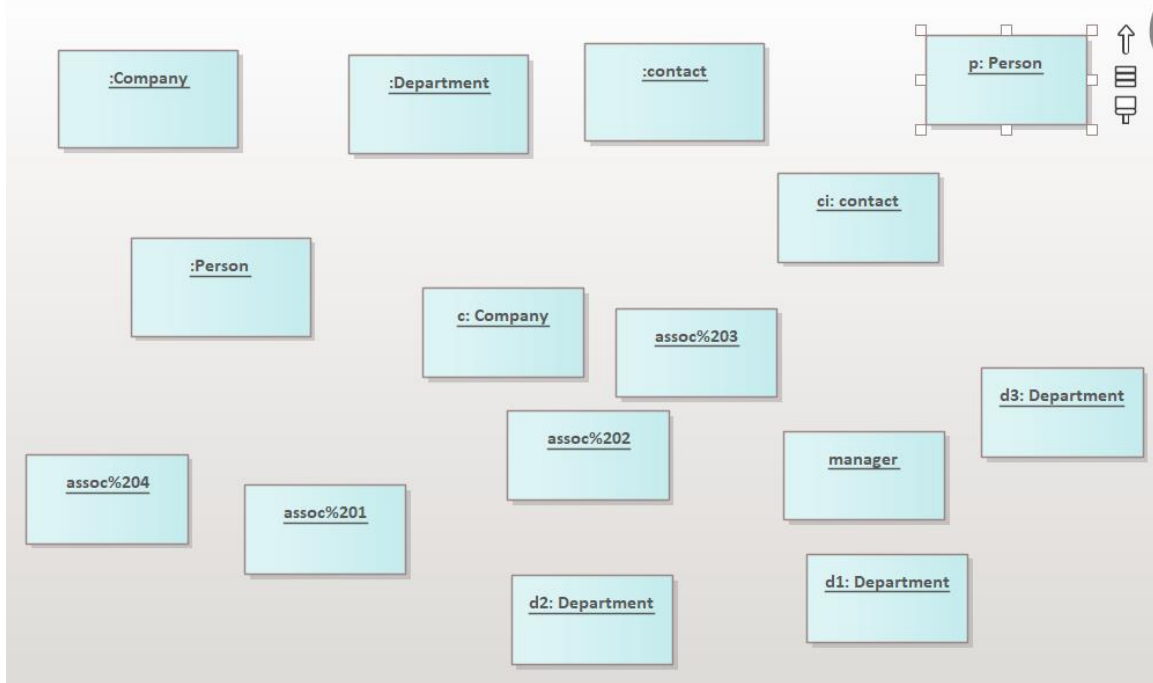 :Company
:Department
:contact
p: Person
ci: contact
:Person
c: Company
assoc%203
d3: Department
assoc%202
manager
assoc%204
assoc%201
d2: Department
d1: Department